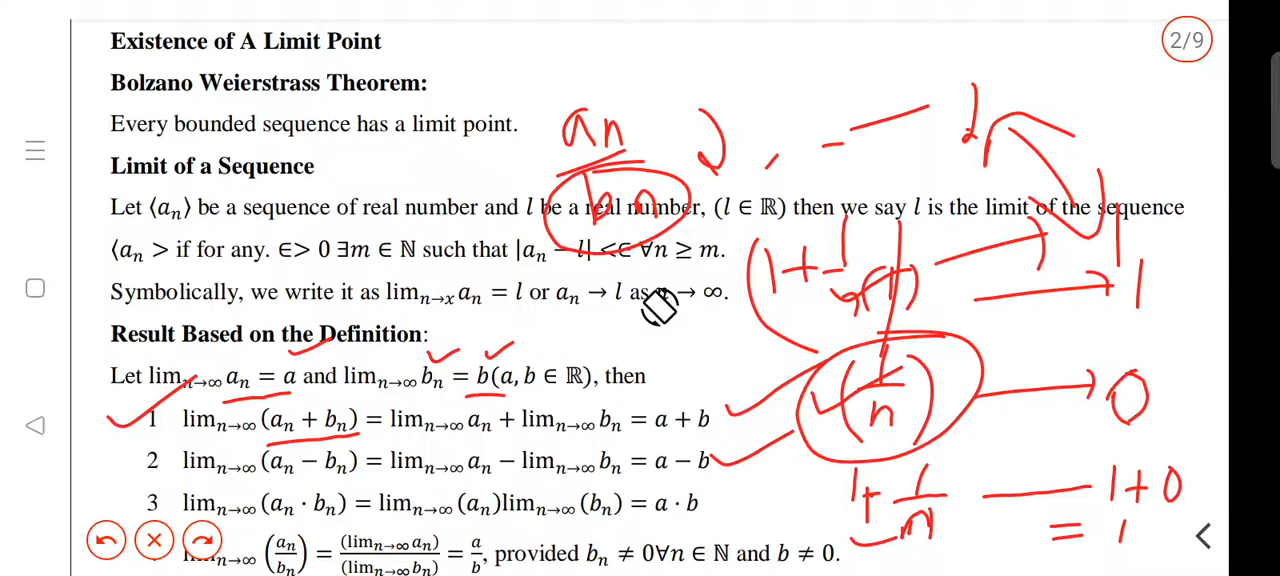 Existence of A Limit Point
2/9
Bolzano Weierstrass Theorem:
Every bounded sequence has a limit point.
an
bn
Limit of a Sequence
Let ⟨aₙ⟩ be a sequence of real number and l be a real number, (l ∈ ℝ) then we say l is the limit of the sequence
⟨aₙ > if for any. ∈> 0 ∃m ∈ ℕ such that |aₙ − l| <∈ ∀n ≥ m.
Symbolically, we write it as limₙ→ₓ aₙ = l or aₙ → l as n → ∞.
1
Result Based on the Definition:
Let limₙ→∞ aₙ = a and limₙ→∞ bₙ = b(a, b ∈ ℝ), then
1/n → 0
1 limₙ→∞ (aₙ + bₙ) = limₙ→∞ aₙ + limₙ→∞ bₙ = a + b
2 limₙ→∞ (aₙ − bₙ) = limₙ→∞ aₙ − limₙ→∞ bₙ = a − b
1 + 1/n — 1+0
3 limₙ→∞ (aₙ · bₙ) = limₙ→∞ (aₙ)limₙ→∞ (bₙ) = a · b
= 1
limₙ→∞ (aₙ/bₙ) = (limₙ→∞ aₙ)/(limₙ→∞ bₙ) = a/b, provided bₙ ≠ 0∀n ∈ ℕ and b ≠ 0.